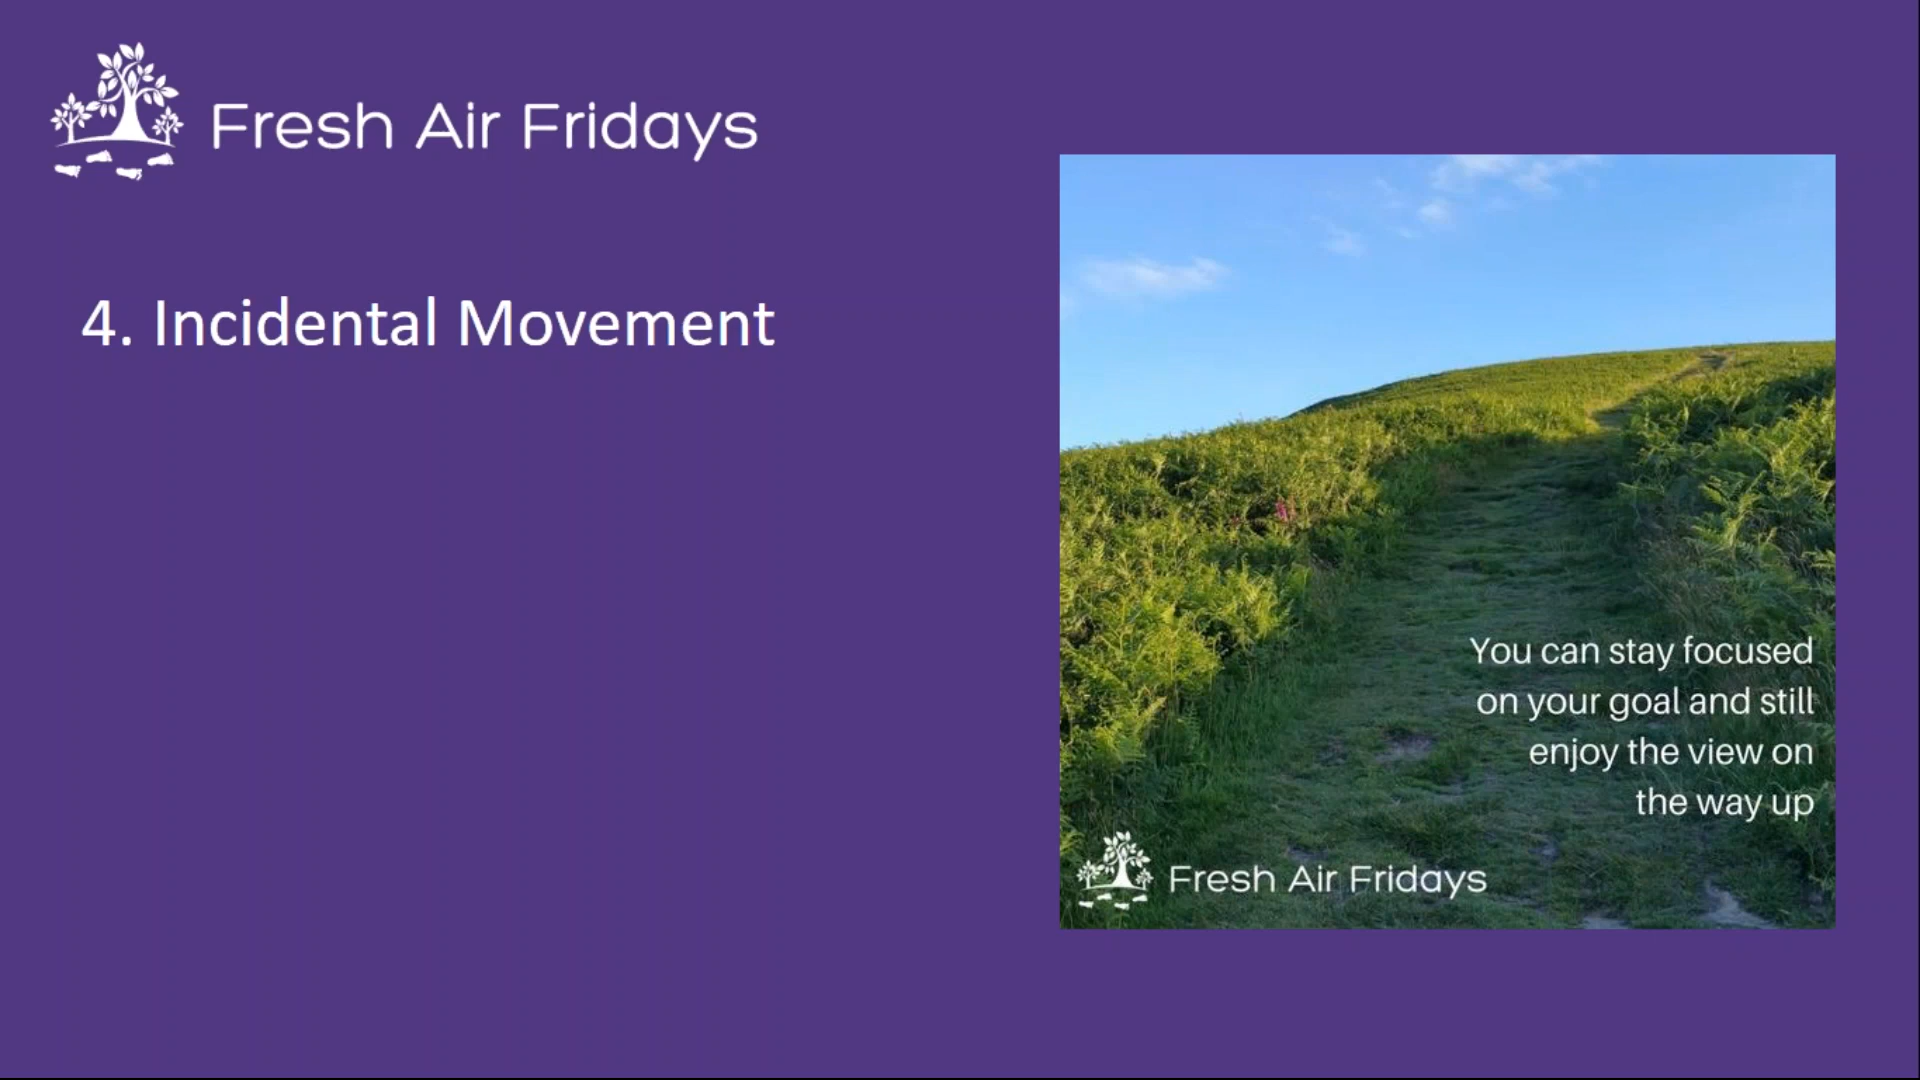 Fresh Air Fridays
4. Incidental Movement
You can stay focused
on your goal and still
enjoy the view on
the way up
Fresh Air Fridays